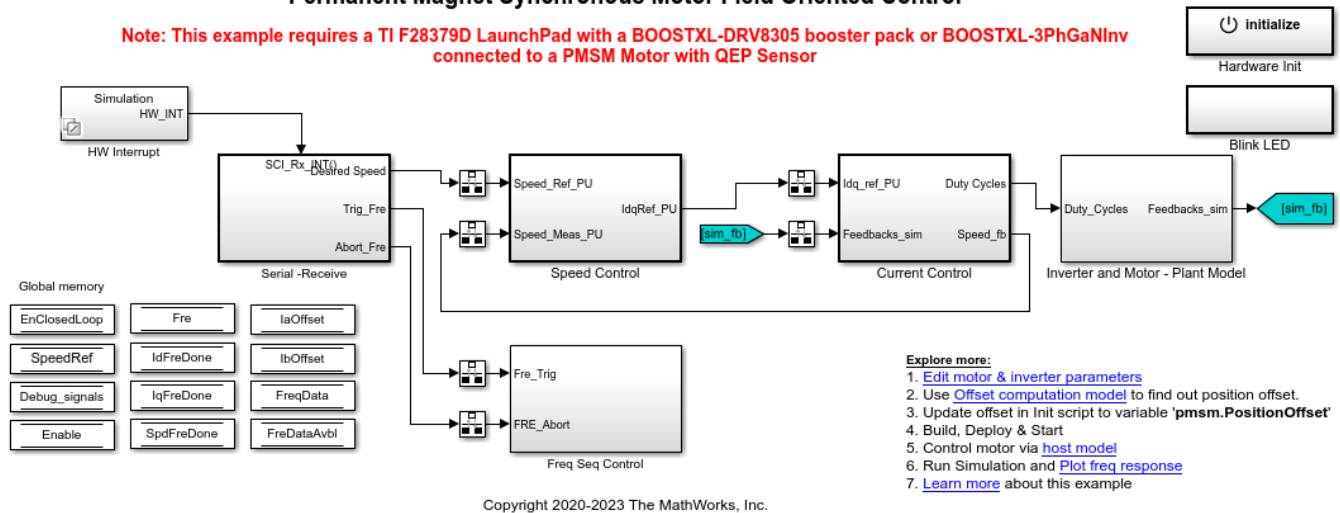 Permanent Magnet Synchronous Motor Field Oriented Control
Note: This example requires a TI F28379D LaunchPad with a BOOSTXL-DRV8305 booster pack or BOOSTXL-3PhGaNInv
connected to a PMSM Motor with QEP Sensor
initialize
Hardware Init
Blink LED
Simulation
HW_INT
HW Interrupt
SCI_Rx_INT()
Desired Speed
Trig_Fre
Abort_Fre
Serial -Receive
Speed_Ref_PU
IdqRef_PU
Speed_Meas_PU
Speed Control
[sim_fb]
Idq_ref_PU
Duty Cycles
Feedbacks_sim
Speed_fb
Current Control
Duty_Cycles
Feedbacks_sim
Inverter and Motor - Plant Model
[sim_fb]
Global memory
EnClosedLoop
Fre
IaOffset
SpeedRef
IdFreDone
IbOffset
Debug_signals
IqFreDone
FreqData
Enable
SpdFreDone
FreDataAvbl
Fre_Trig
FRE_Abort
Freq Seq Control
Explore more:
1. Edit motor & inverter parameters
2. Use Offset computation model to find out position offset.
3. Update offset in Init script to variable 'pmsm.PositionOffset'
4. Build, Deploy & Start
5. Control motor via host model
6. Run Simulation and Plot freq response
7. Learn more about this example
Copyright 2020-2023 The MathWorks, Inc.